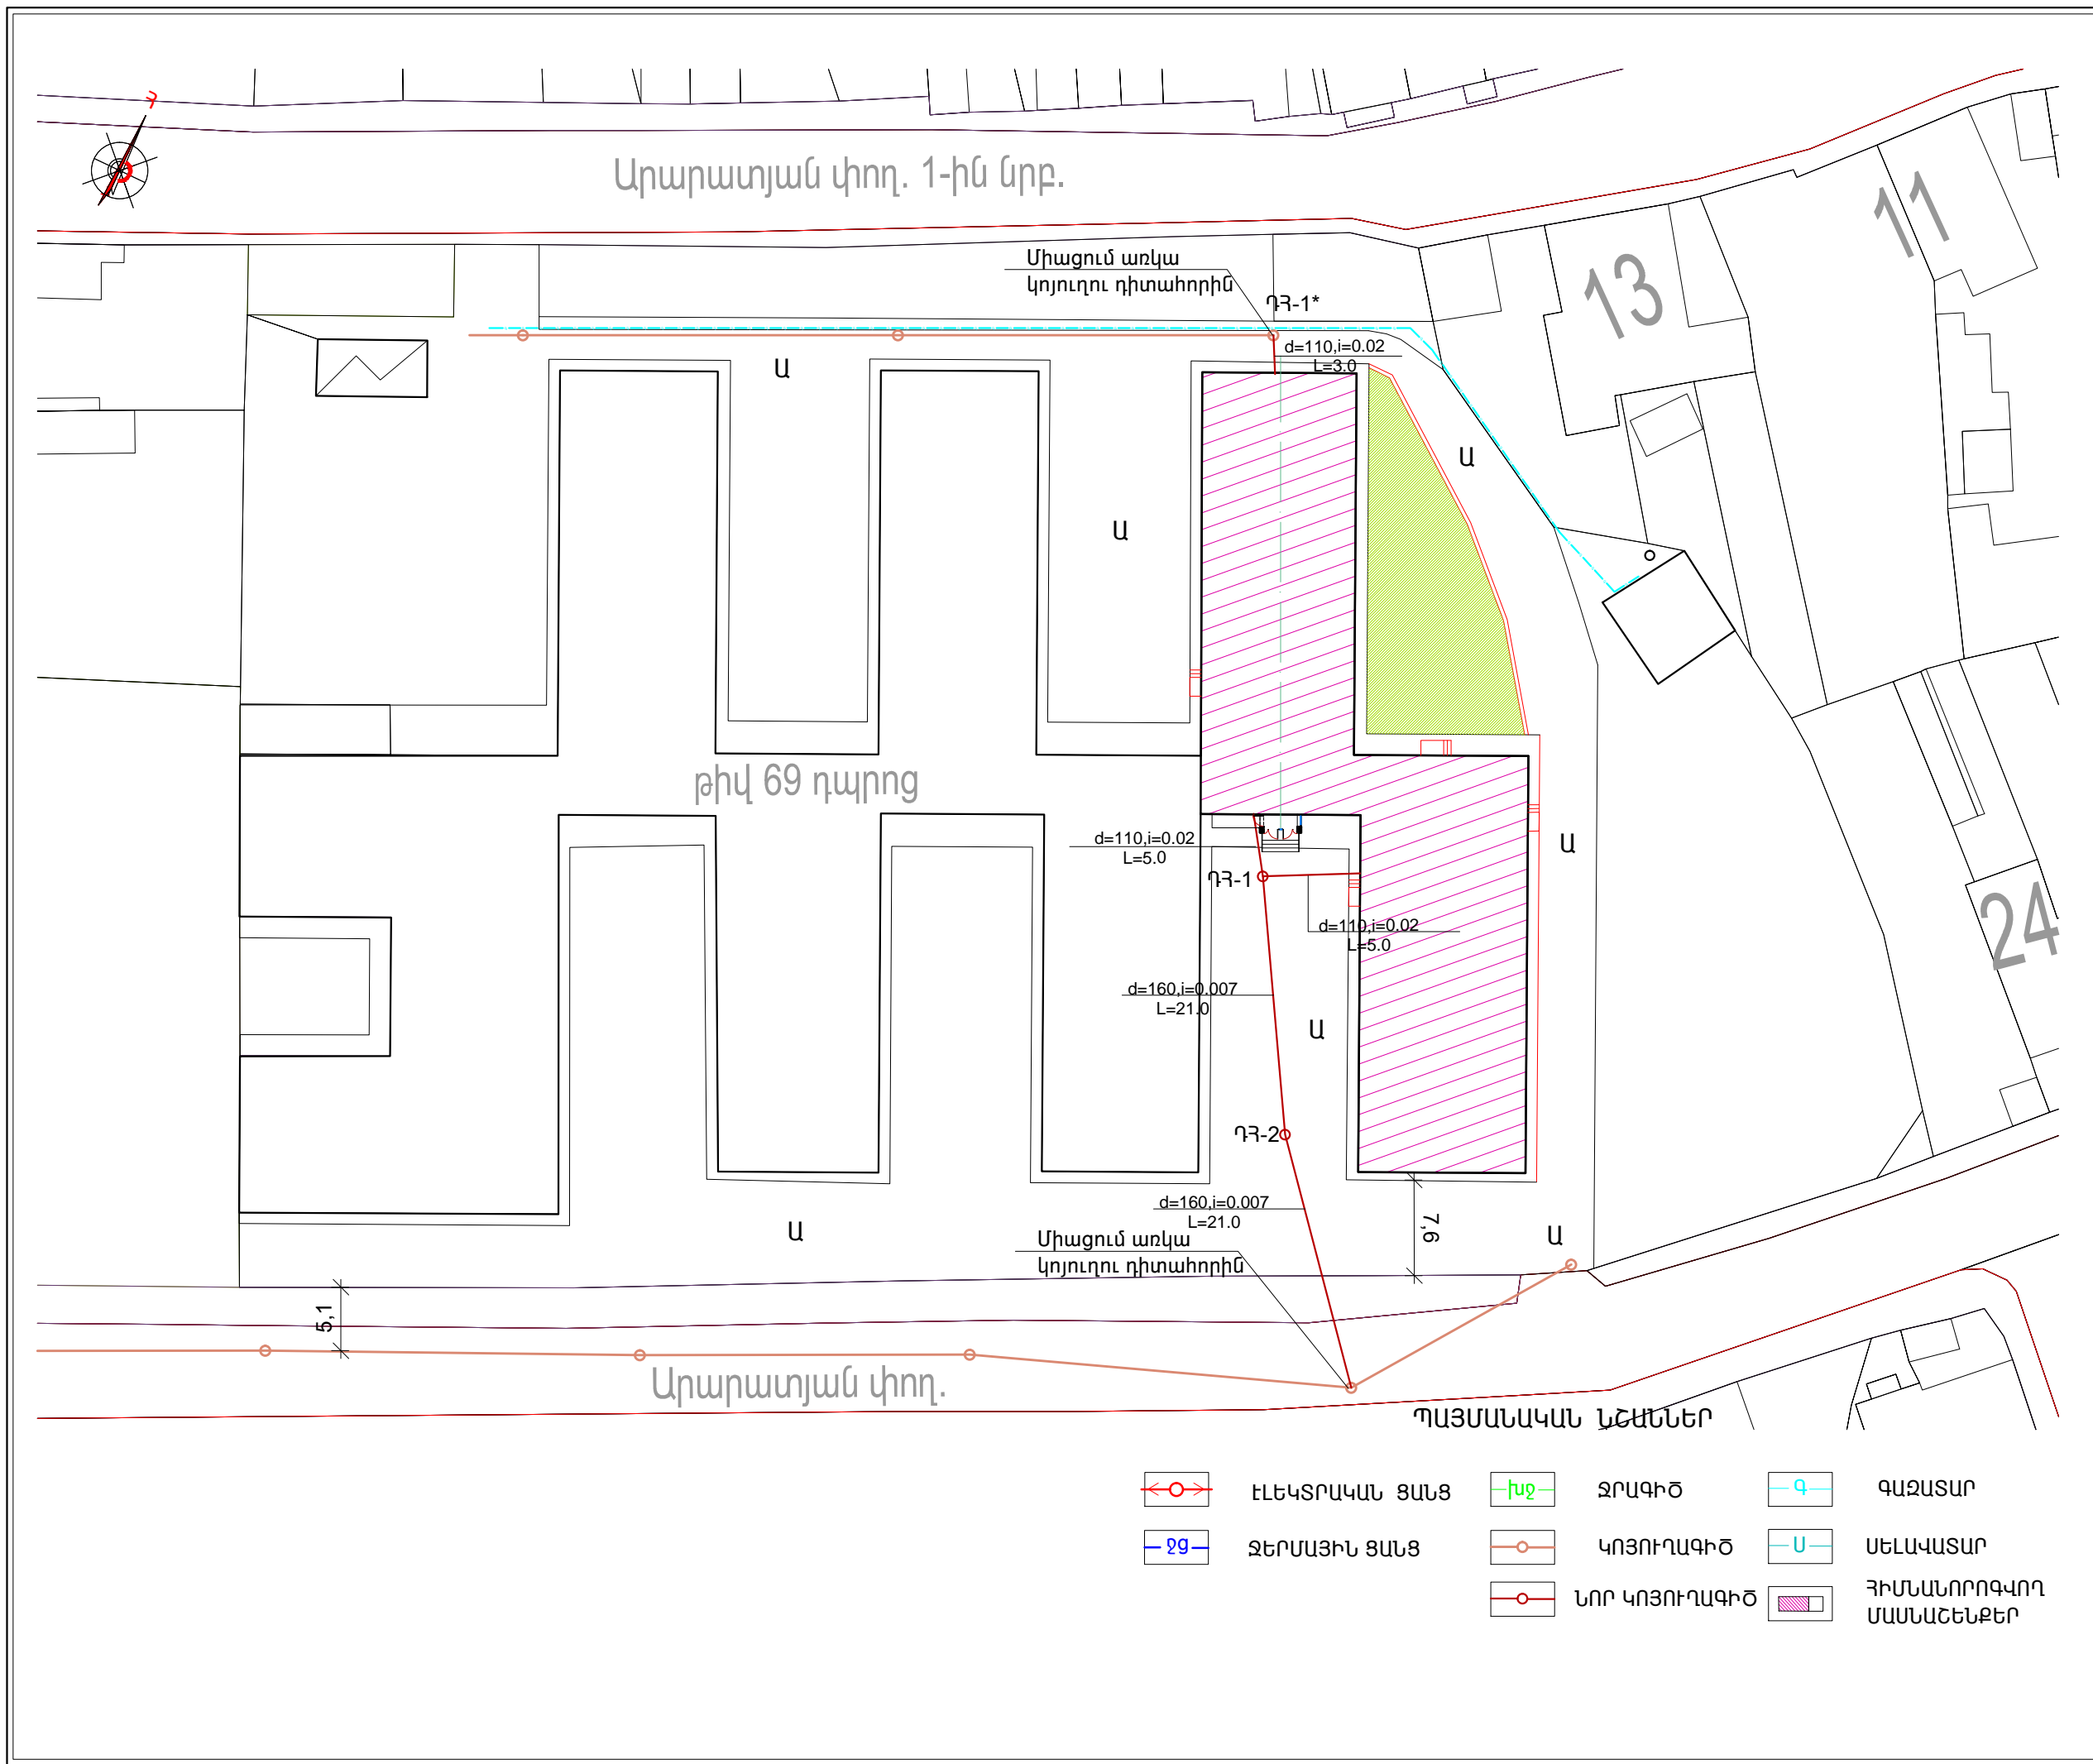 Ի
Արարատյան փող. 1-ին նրբ.
11
13
Միացում առկա
կոյուղու դիտահորին
ԴՀ-1*
d=110,i=0.02
L=3.0
Ա
Ա
Ա
թիվ 69 դպրոց
d=110,i=0.02
L=5.0
Ա
ԴՀ-1
d=110,i=0.02
L=5.0
24
d=160,i=0.007
L=21.0
Ա
ԴՀ-2
d=160,i=0.007
L=21.0
7,6
Ա
Ա
Միացում առկա
կոյուղու դիտահորին
5,1
Արարատյան փող.
ՊԱՅՄԱՆԱԿԱՆ ՆՇԱՆՆԵՐ
ԷԼԵԿՏՐԱԿԱՆ ՑԱՆՑ
խջ ՋՐԱԳԻԾ
Գ ԳԱԶԱՏԱՐ
ջց ՋԵՐՄԱՅԻՆ ՑԱՆՑ
ԿՈՅՈՒՂԱԳԻԾ
Ս ՍԵԼԱՎԱՏԱՐ
ՆՈՐ ԿՈՅՈՒՂԱԳԻԾ
ՀԻՄՆԱՆՈՐՈԳՎՈՂ
ՄԱՍՆԱՇԵՆՔԵՐ